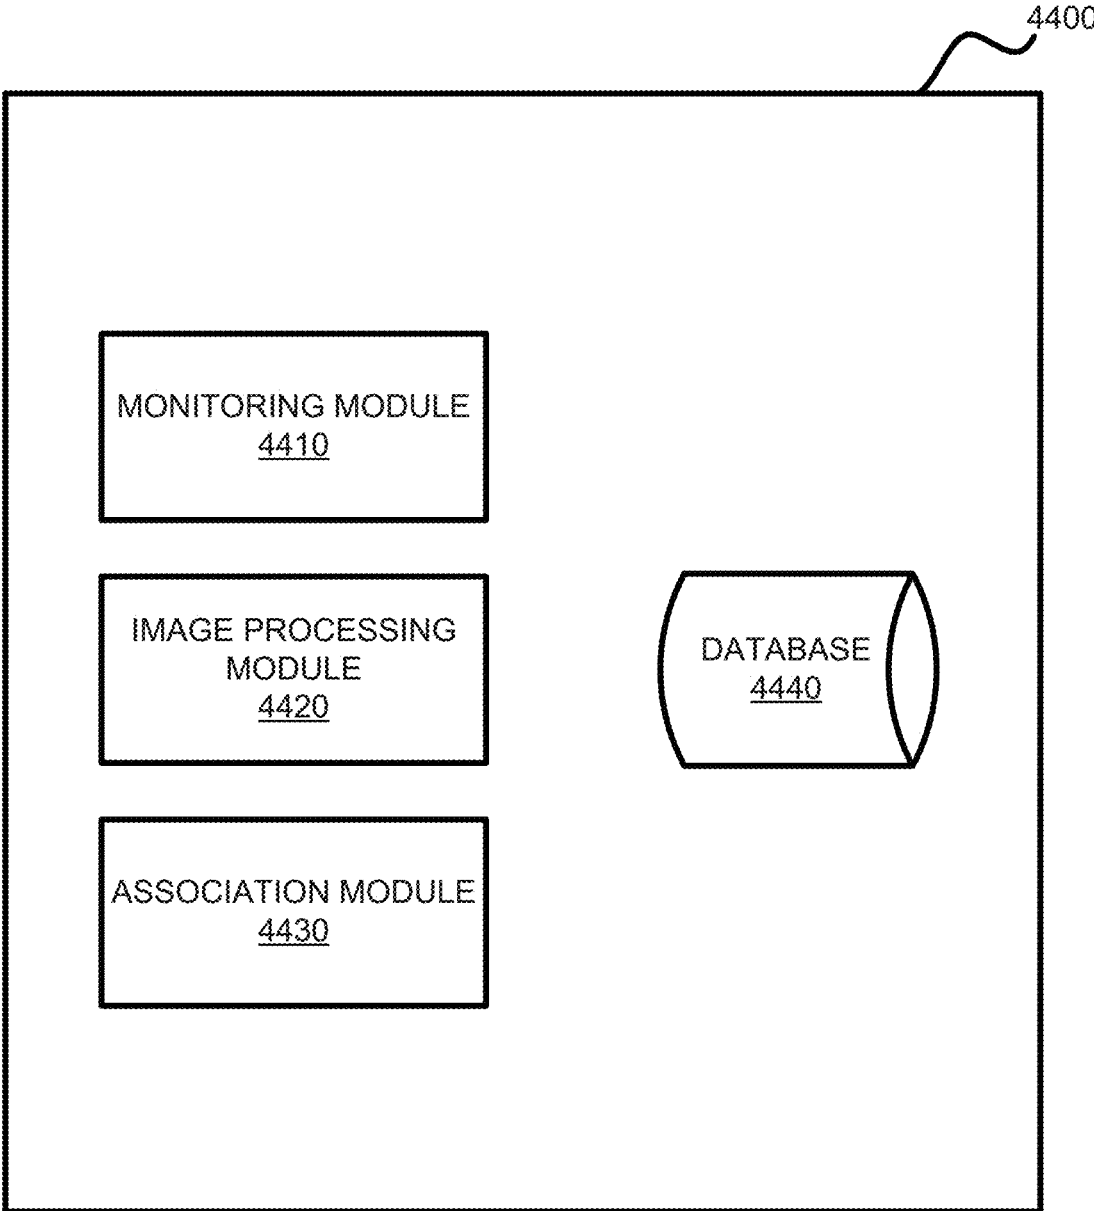 4400
MONITORING MODULE
4410
IMAGE PROCESSING
MODULE
4420
DATABASE
4440
ASSOCIATION MODULE
4430